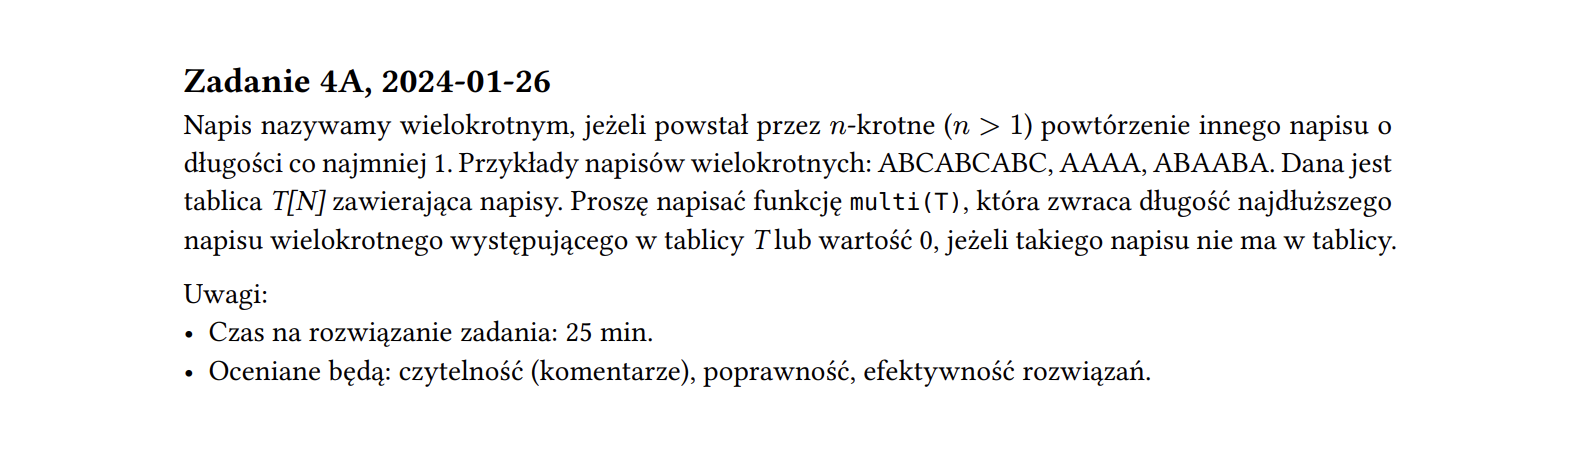 Zadanie 4A, 2024-01-26
Napis nazywamy wielokrotnym, jeżeli powstał przez n-krotne (n > 1) powtórzenie innego napisu o
długości co najmniej 1. Przykłady napisów wielokrotnych: ABCABCABC, AAAA, ABAABA. Dana jest
tablica T[N] zawierająca napisy. Proszę napisać funkcję multi(T), która zwraca długość najdłuższego
napisu wielokrotnego występującego w tablicy T lub wartość 0, jeżeli takiego napisu nie ma w tablicy.
Uwagi:
• Czas na rozwiązanie zadania: 25 min.
• Oceniane będą: czytelność (komentarze), poprawność, efektywność rozwiązań.